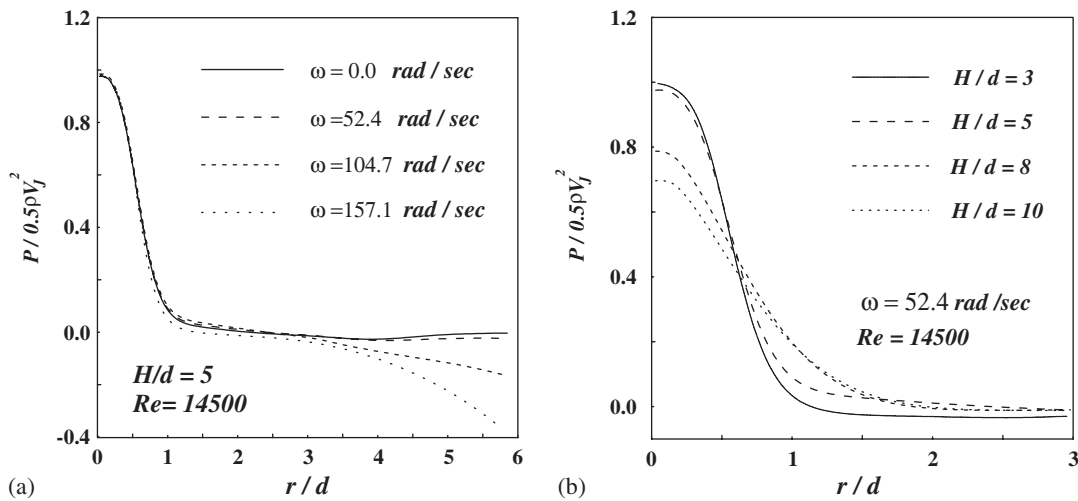 1.2
0.8
0.4
0.0
-0.4
P / 0.5ρV_J^2
ω = 0.0 rad / sec
ω = 52.4 rad / sec
ω = 104.7 rad / sec
ω = 157.1 rad / sec
H/d = 5
Re= 14500
0 1 2 3 4 5 6
(a)
r / d
1.2
0.8
0.4
0.0
P / 0.5ρV_J^2
H / d = 3
H / d = 5
H / d = 8
H / d = 10
ω = 52.4 rad /sec
Re = 14500
0 1 2 3
(b)
r / d